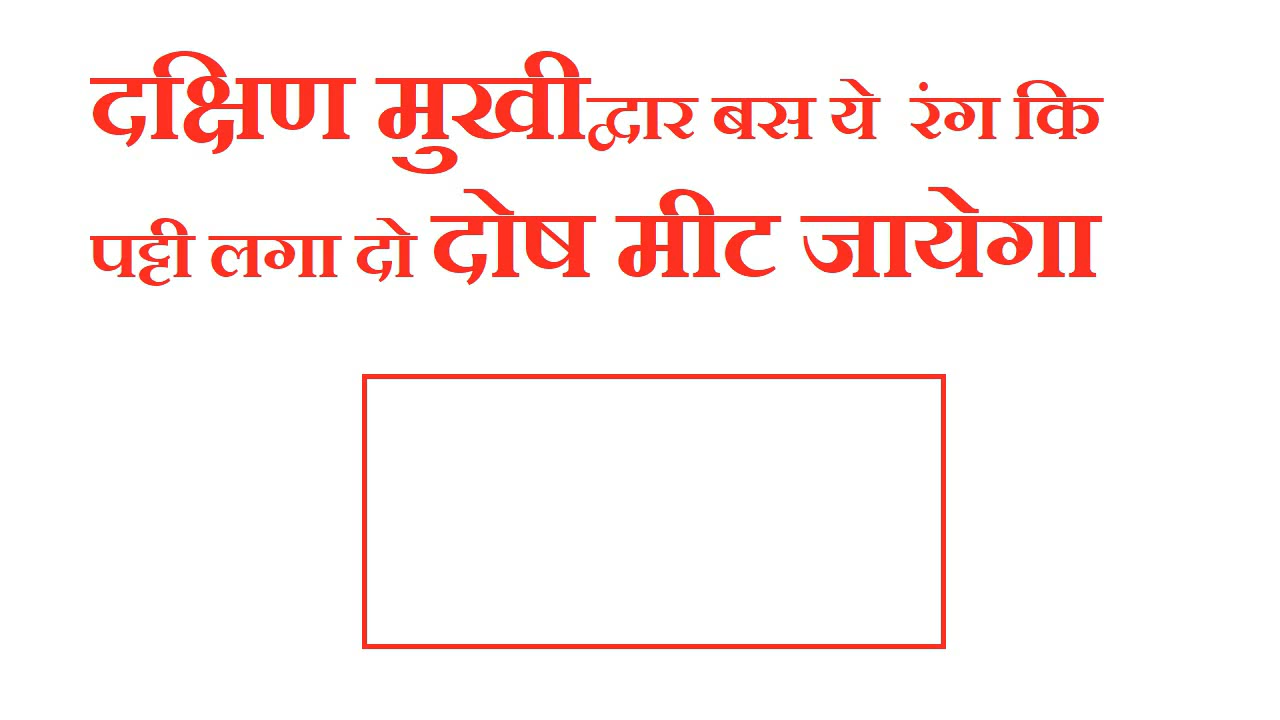 दक्षिण मुखीद्वार बस ये रंग कि
पट्टी लगा दो दोष मीट जायेगा